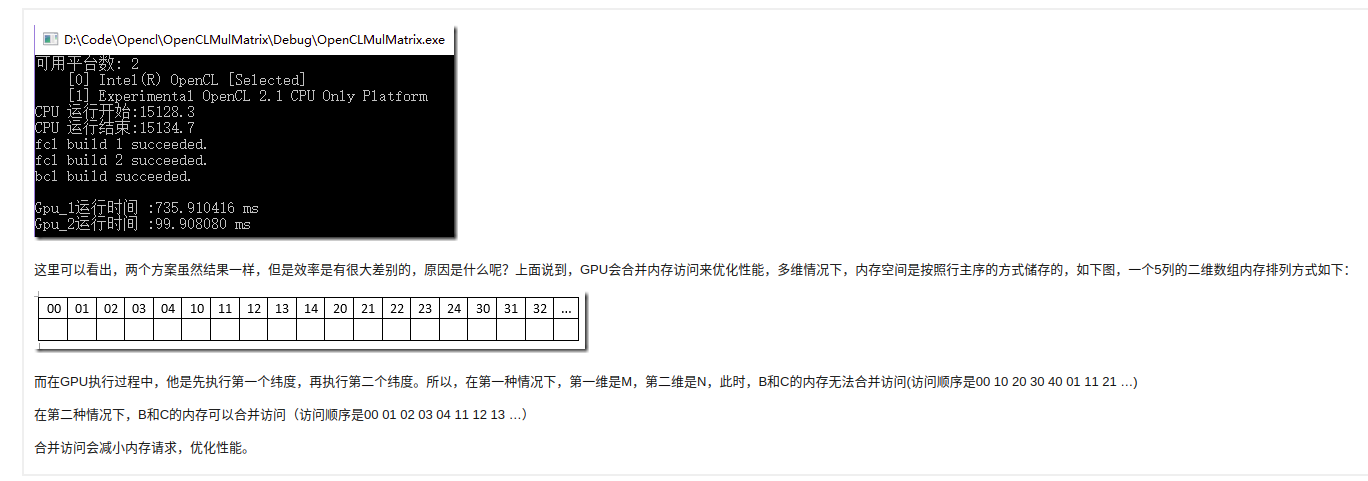 D:\Code\Opencl\OpenCLMulMatrix\Debug\OpenCLMulMatrix.exe
可用平台数: 2
[0] Intel(R) OpenCL [Selected]
[1] Experimental OpenCL 2.1 CPU Only Platform
CPU 运行开始:15128.3
CPU 运行结束:15134.7
fcl build 1 succeeded.
fcl build 2 succeeded.
bcl build succeeded.
Gpu_1运行时间 :735.910416 ms
Gpu_2运行时间 :99.908080 ms
这里可以看出，两个方案虽然结果一样，但是效率是有很大差别的，原因是什么呢？上面说到，GPU会合并内存访问来优化性能，多维情况下，内存空间是按照行主序的方式储存的，如下图，一个5列的二维数组内存排列方式如下：
00 01 02 03 04 10 11 12 13 14 20 21 22 23 24 30 31 32 ...
而在GPU执行过程中，他是先执行第一个纬度，再执行第二个纬度。所以，在第一种情况下，第一维是M，第二维是N，此时，B和C的内存无法合并访问(访问顺序是00 10 20 30 40 01 11 21 …)
在第二种情况下，B和C的内存可以合并访问（访问顺序是00 01 02 03 04 11 12 13 …）
合并访问会减小内存请求，优化性能。